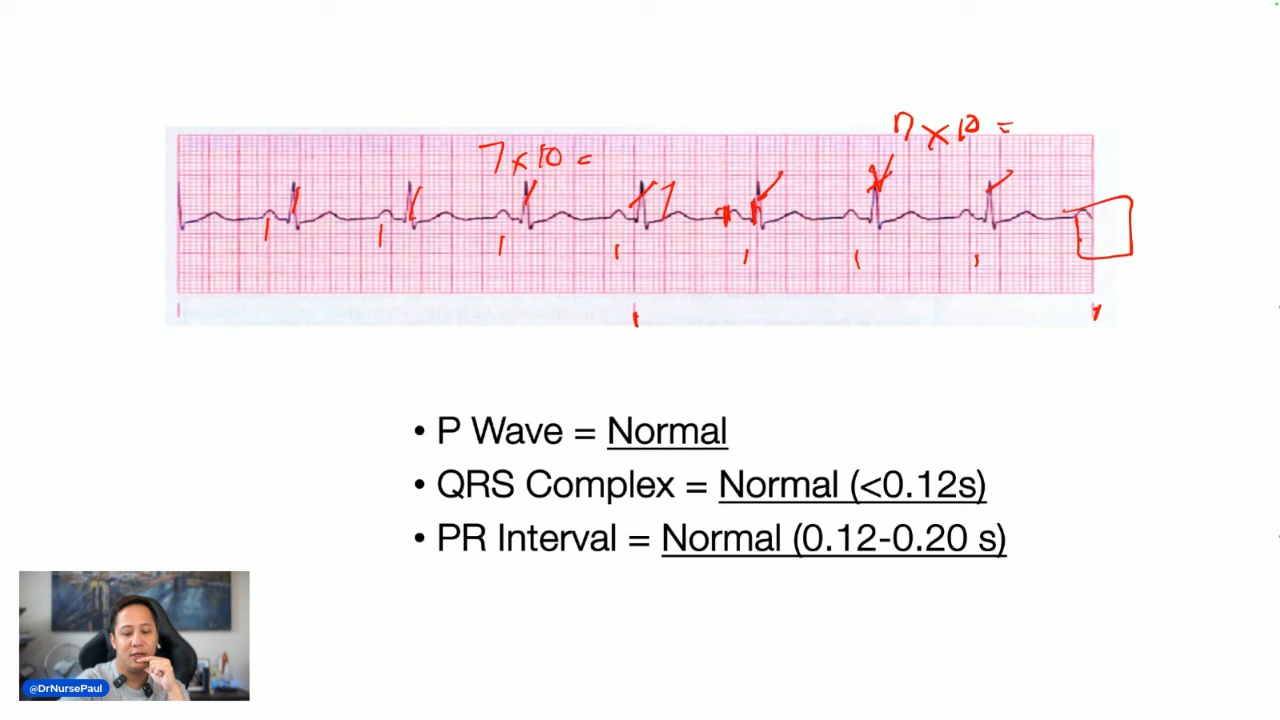 7 x 10 =
7 x 10 =
• P Wave = Normal
• QRS Complex = Normal (<0.12s)
• PR Interval = Normal (0.12-0.20 s)
@DrNursePaul